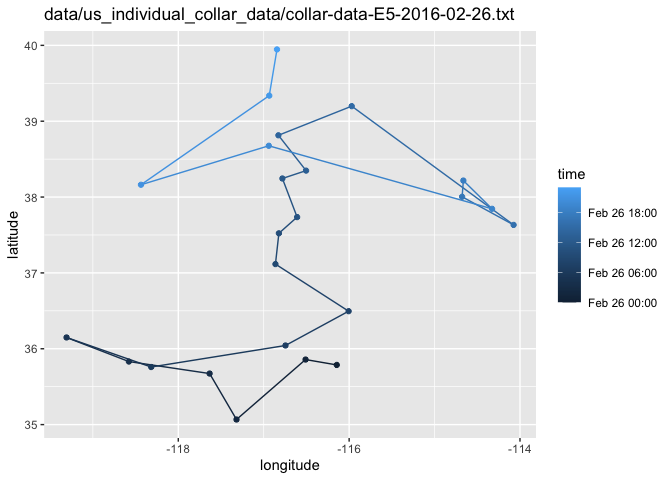 data/us_individual_collar_data/collar-data-E5-2016-02-26.txt
40
39
38
37
36
35
latitude
-118
-116
-114
longitude
time
Feb 26 18:00
Feb 26 12:00
Feb 26 06:00
Feb 26 00:00